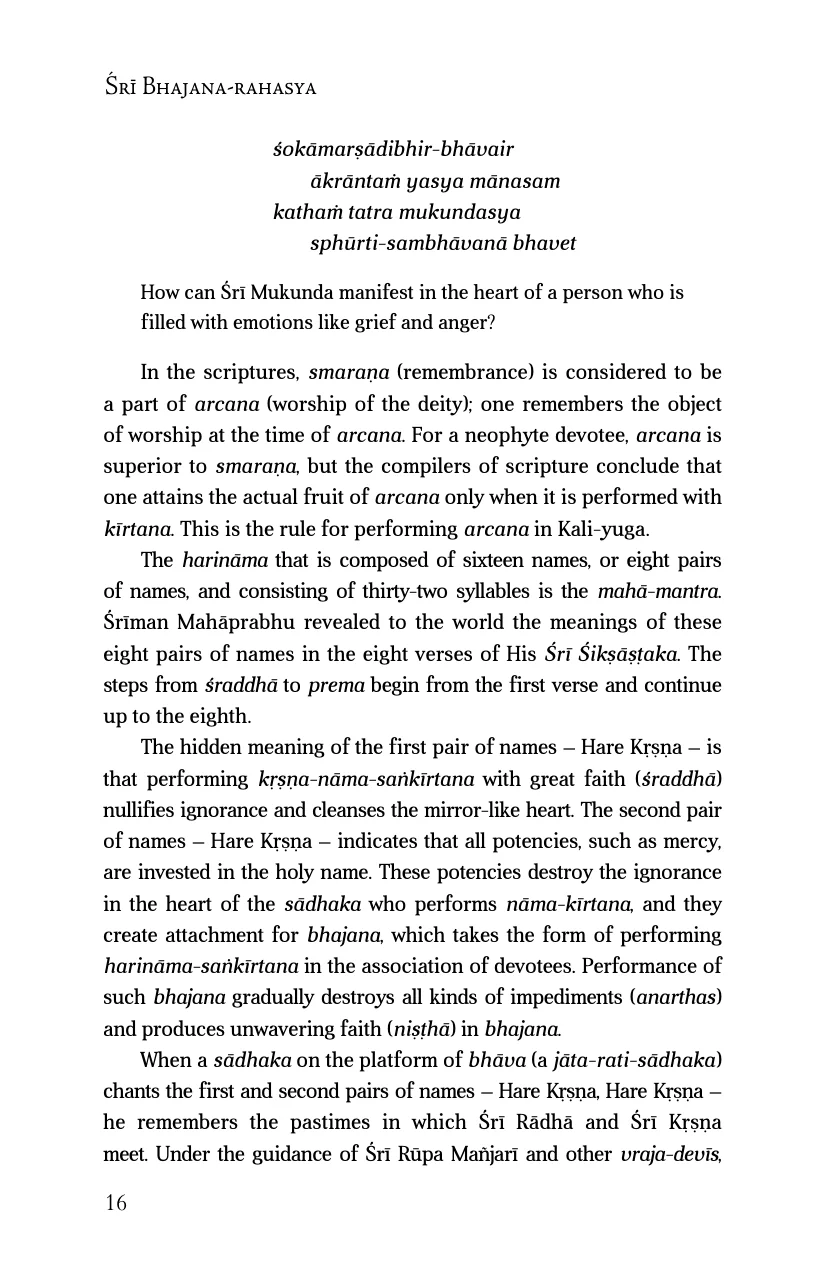 Śrī Bhajana-rahasya
śokāmarṣādibhir-bhāvair
ākrāntaṁ yasya mānasam
kathaṁ tatra mukundasya
sphūrti-sambhāvanā bhavet
How can Śrī Mukunda manifest in the heart of a person who is
filled with emotions like grief and anger?
In the scriptures, smaraṇa (remembrance) is considered to be
a part of arcana (worship of the deity); one remembers the object
of worship at the time of arcana. For a neophyte devotee, arcana is
superior to smaraṇa, but the compilers of scripture conclude that
one attains the actual fruit of arcana only when it is performed with
kīrtana. This is the rule for performing arcana in Kali-yuga.
The harināma that is composed of sixteen names, or eight pairs
of names, and consisting of thirty-two syllables is the mahā-mantra.
Śrīman Mahāprabhu revealed to the world the meanings of these
eight pairs of names in the eight verses of His Śrī Śikṣāṣṭaka. The
steps from śraddhā to prema begin from the first verse and continue
up to the eighth.
The hidden meaning of the first pair of names – Hare Kṛṣṇa – is
that performing kṛṣṇa-nāma-saṅkīrtana with great faith (śraddhā)
nullifies ignorance and cleanses the mirror-like heart. The second pair
of names – Hare Kṛṣṇa – indicates that all potencies, such as mercy,
are invested in the holy name. These potencies destroy the ignorance
in the heart of the sādhaka who performs nāma-kīrtana, and they
create attachment for bhajana, which takes the form of performing
harināma-saṅkīrtana in the association of devotees. Performance of
such bhajana gradually destroys all kinds of impediments (anarthas)
and produces unwavering faith (niṣṭhā) in bhajana.
When a sādhaka on the platform of bhāva (a jāta-rati-sādhaka)
chants the first and second pairs of names – Hare Kṛṣṇa, Hare Kṛṣṇa –
he remembers the pastimes in which Śrī Rādhā and Śrī Kṛṣṇa
meet. Under the guidance of Śrī Rūpa Mañjarī and other vraja-devīs,
16